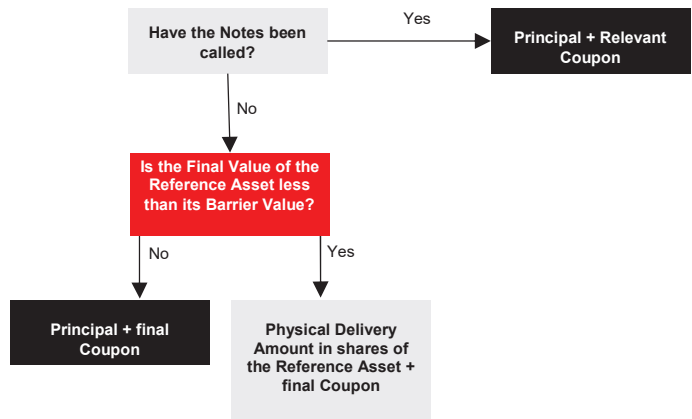 Have the Notes been
called?
Yes
Principal + Relevant
Coupon
No
Is the Final Value of the
Reference Asset less
than its Barrier Value?
No
Yes
Principal + final
Coupon
Physical Delivery
Amount in shares of
the Reference Asset +
final Coupon